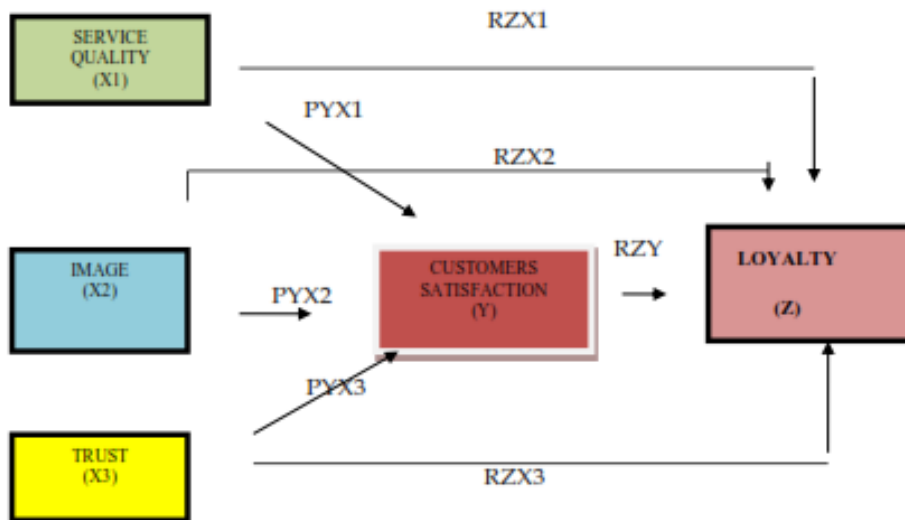 RZX1
SERVICE
QUALITY
(X1)
PYX1
RZX2
IMAGE
(X2)
PYX2
CUSTOMERS
SATISFACTION
(Y)
RZY
LOYALTY
(Z)
PYX3
TRUST
(X3)
RZX3